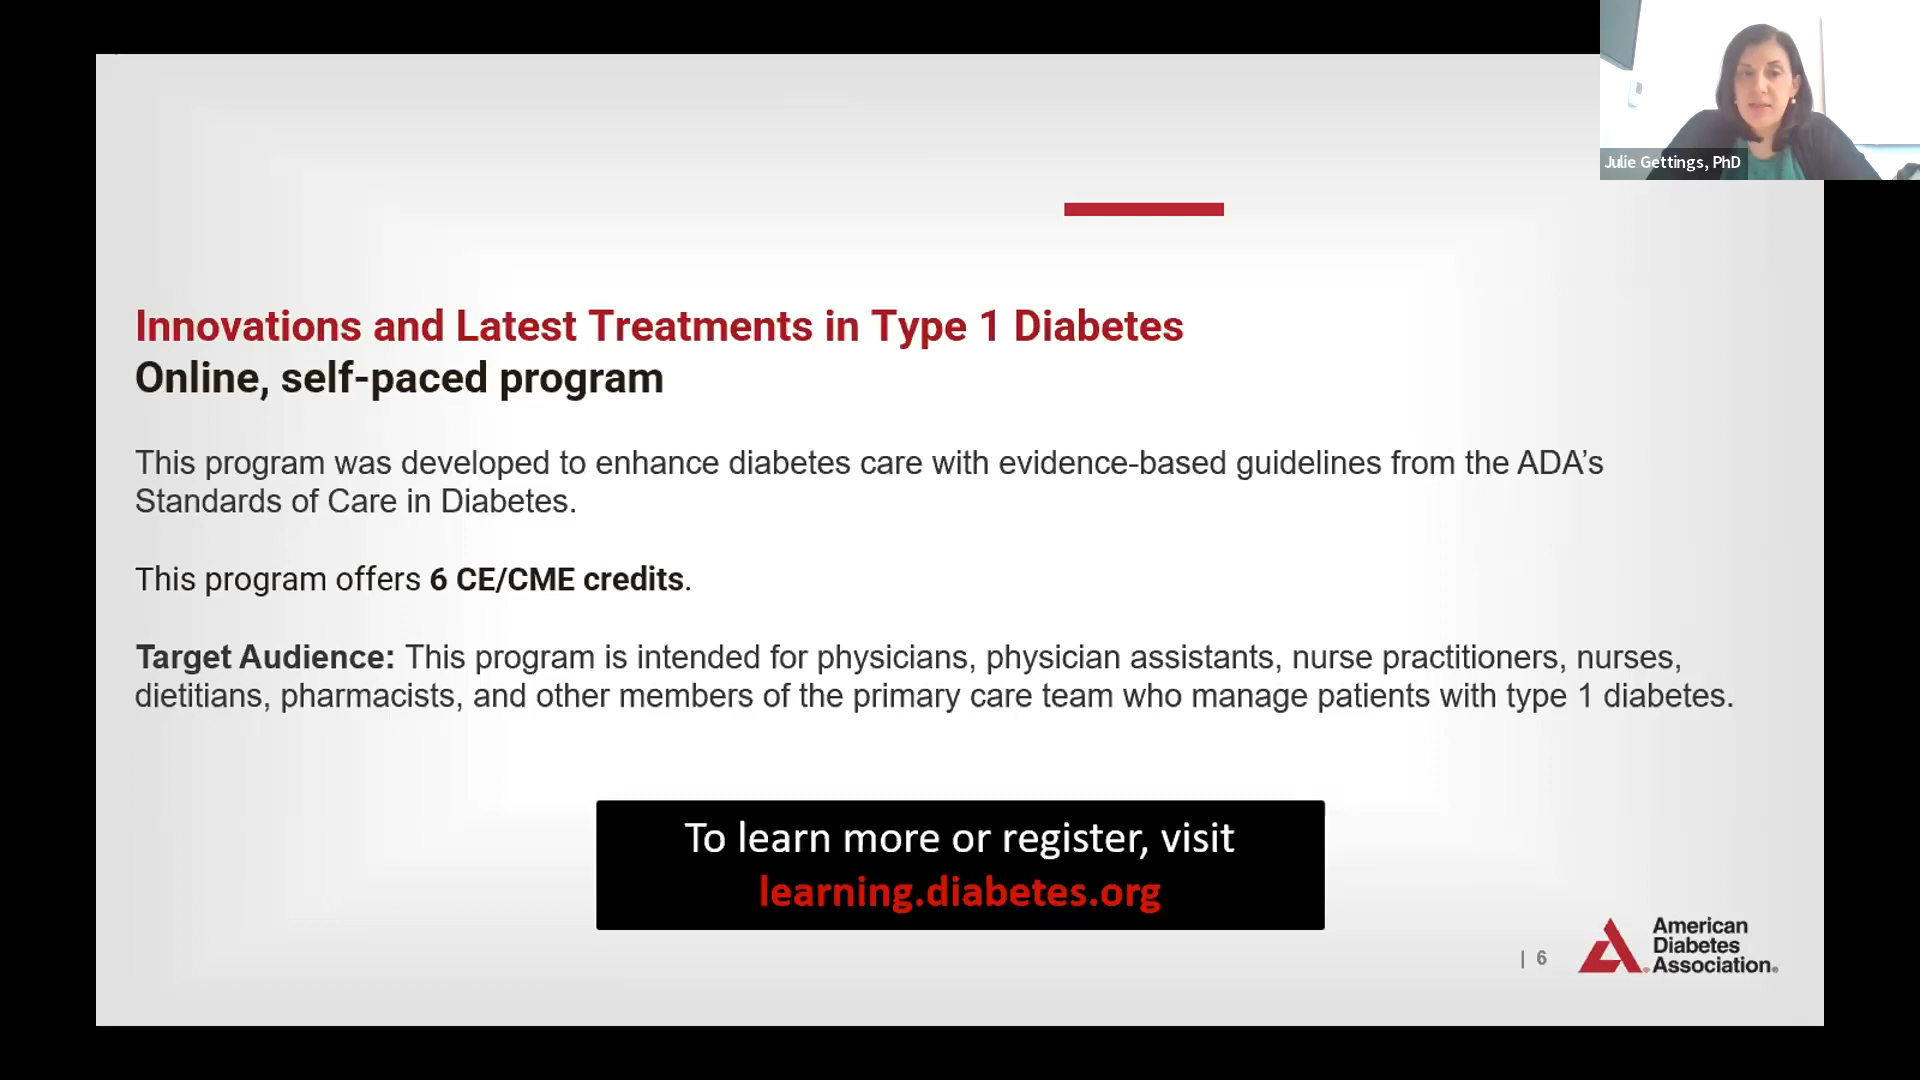 Julie Gettings, PhD
Innovations and Latest Treatments in Type 1 Diabetes
Online, self-paced program
This program was developed to enhance diabetes care with evidence-based guidelines from the ADA’s
Standards of Care in Diabetes.
This program offers 6 CE/CME credits.
Target Audience: This program is intended for physicians, physician assistants, nurse practitioners, nurses,
dietitians, pharmacists, and other members of the primary care team who manage patients with type 1 diabetes.
To learn more or register, visit
learning.diabetes.org
| 6
American
Diabetes
Association®